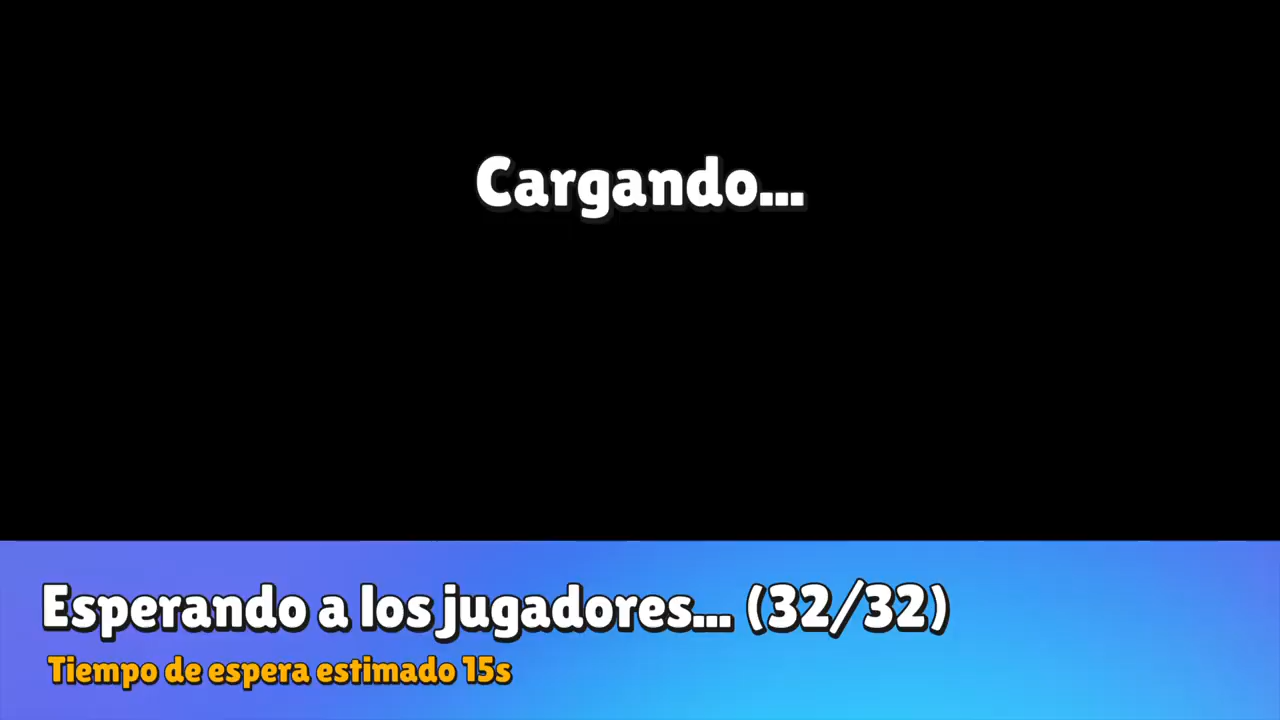 Cargando...
Esperando a los jugadores... (32/32)
Tiempo de espera estimado 15s